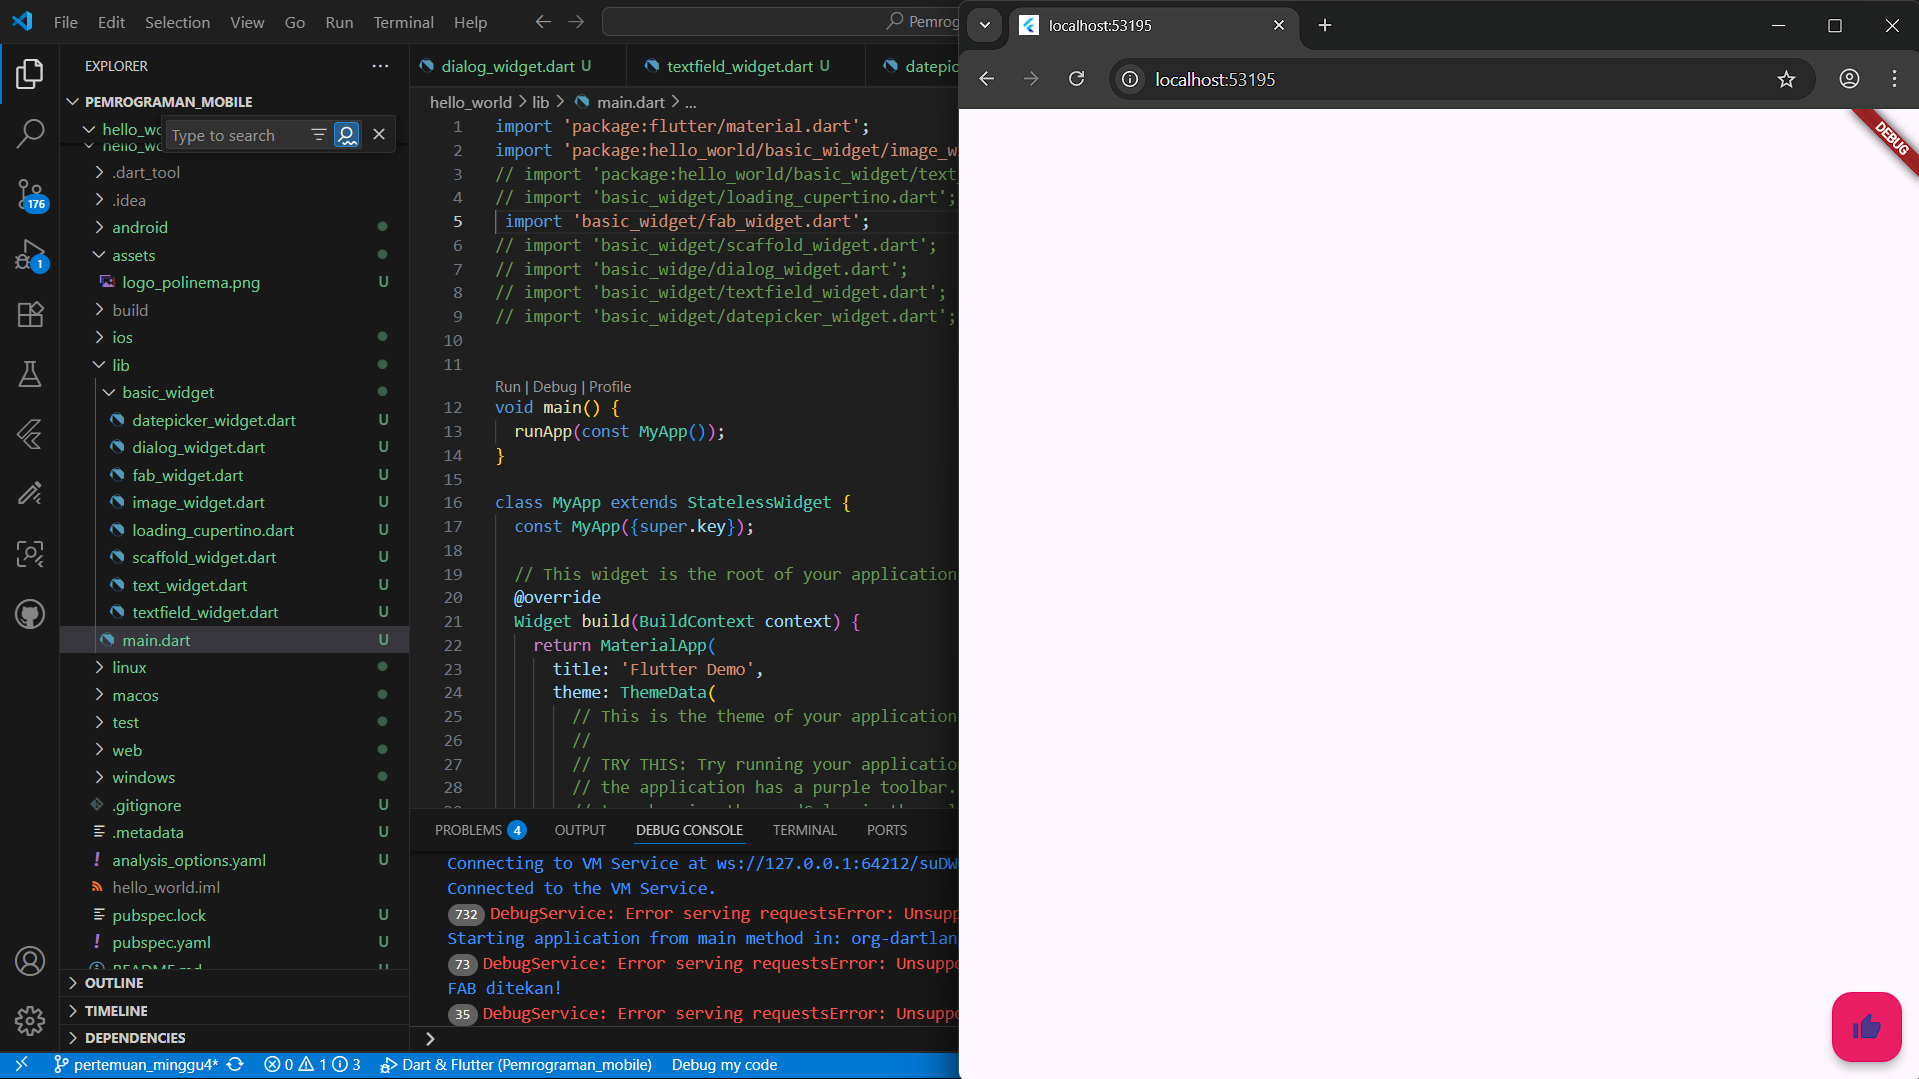 File Edit Selection View Go Run Terminal Help
Pemrog
EXPLORER
PEMROGRAMAN_MOBILE
hello_wo
Type to search
hello_wo
.dart_tool
.idea
android
assets
logo_polinema.png U
build
ios
lib
basic_widget
datepicker_widget.dart U
dialog_widget.dart U
fab_widget.dart U
image_widget.dart U
loading_cupertino.dart U
scaffold_widget.dart U
text_widget.dart U
textfield_widget.dart U
main.dart U
linux
macos
test
web
windows
.gitignore U
.metadata U
analysis_options.yaml U
hello_world.iml
pubspec.lock U
pubspec.yaml U
README.md U
OUTLINE
TIMELINE
DEPENDENCIES
176
1
dialog_widget.dart U textfield_widget.dart U datepic
hello_world > lib > main.dart > ...
1 import 'package:flutter/material.dart';
2 import 'package:hello_world/basic_widget/image_w
3 // import 'package:hello_world/basic_widget/text_
4 // import 'basic_widget/loading_cupertino.dart';
5 import 'basic_widget/fab_widget.dart';
6 // import 'basic_widget/scaffold_widget.dart';
7 // import 'basic_widge/dialog_widget.dart';
8 // import 'basic_widget/textfield_widget.dart';
9 // import 'basic_widget/datepicker_widget.dart';
10
11
Run | Debug | Profile
12 void main() {
13 runApp(const MyApp());
14 }
15
16 class MyApp extends StatelessWidget {
17 const MyApp({super.key});
18
19 // This widget is the root of your application
20 @override
21 Widget build(BuildContext context) {
22 return MaterialApp(
23 title: 'Flutter Demo',
24 theme: ThemeData(
25 // This is the theme of your application
26 //
27 // TRY THIS: Try running your applicatio
28 // the application has a purple toolbar.
PROBLEMS 4 OUTPUT DEBUG CONSOLE TERMINAL PORTS
Connecting to VM Service at ws://127.0.0.1:64212/suDW
Connected to the VM Service.
732 DebugService: Error serving requestsError: Unsupp
Starting application from main method in: org-dartlan
73 DebugService: Error serving requestsError: Unsuppo
FAB ditekan!
35 DebugService: Error serving requestsError: Unsuppo
pertemuan_minggu4* 0 1 3 Dart & Flutter (Pemrograman_mobile) Debug my code
localhost:53195
localhost:53195
DEBUG